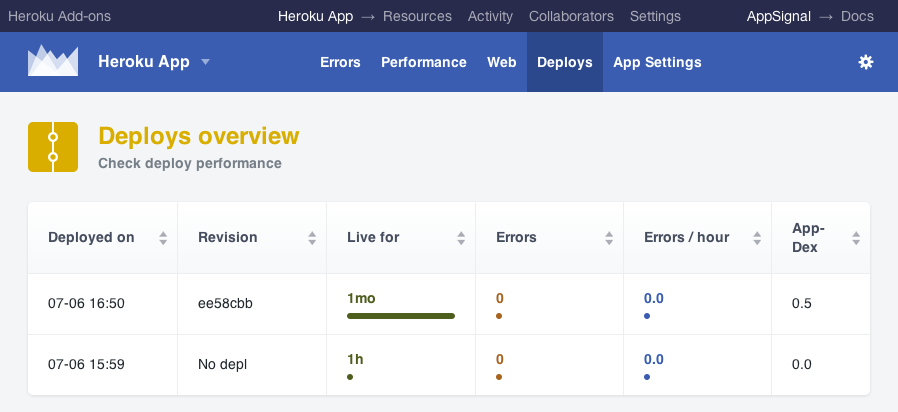 Heroku Add-ons Heroku App → Resources Activity Collaborators Settings AppSignal → Docs
Heroku App Errors Performance Web Deploys App Settings
Deploys overview
Check deploy performance
Deployed on Revision Live for Errors Errors / hour App-
Dex
07-06 16:50 ee58cbb 1mo 0 0.0 0.5
07-06 15:59 No depl 1h 0 0.0 0.0